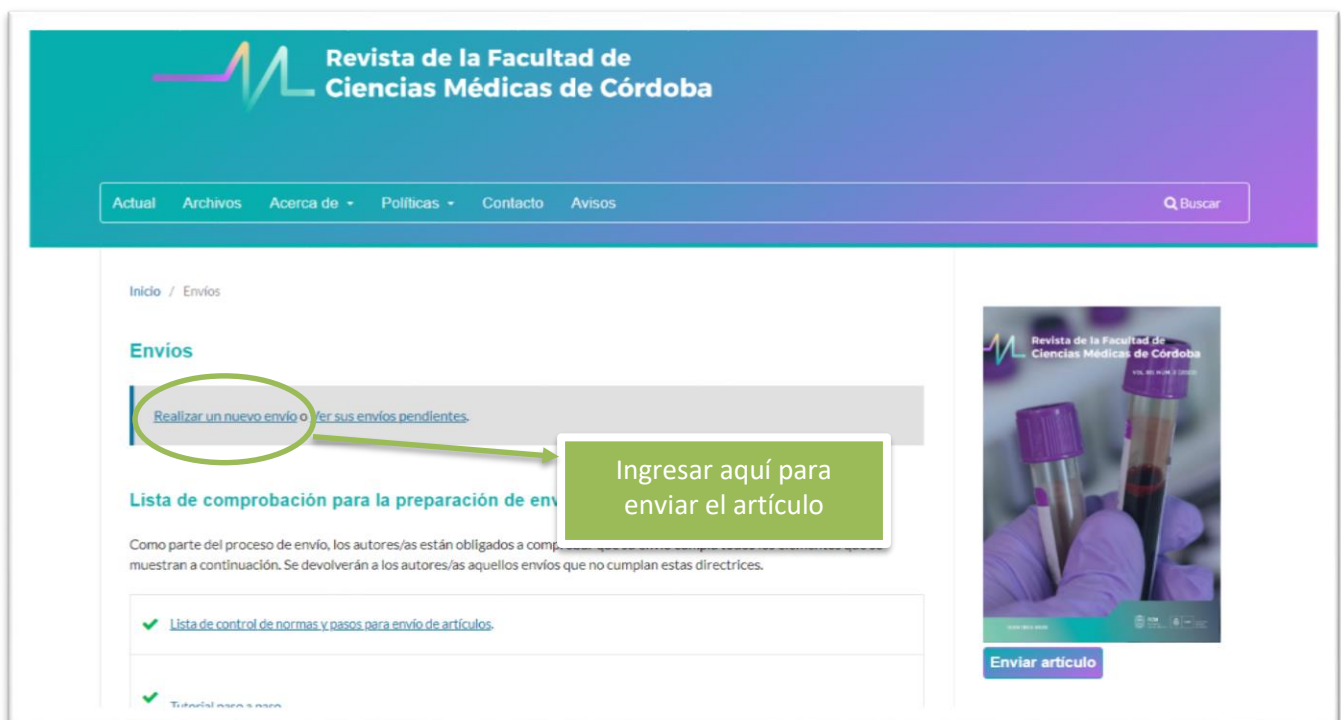 Revista de la Facultad de
Ciencias Médicas de Córdoba
Actual Archivos Acerca de Políticas Contacto Avisos Buscar
Inicio / Envíos
Envíos
Realizar un nuevo envío o Ver sus envíos pendientes.
Ingresar aquí para
enviar el artículo
Lista de comprobación para la preparación de
Como parte del proceso de envío, los autores/as están obligados a
muestran a continuación. Se devolverán a los autores/as aquellos envíos que no cumplan estas directrices.
Lista de control de normas y pasos para envío de artículos.
Tutorial paso a paso
Revista de la Facultad de
Ciencias Médicas de Córdoba
Enviar artículo